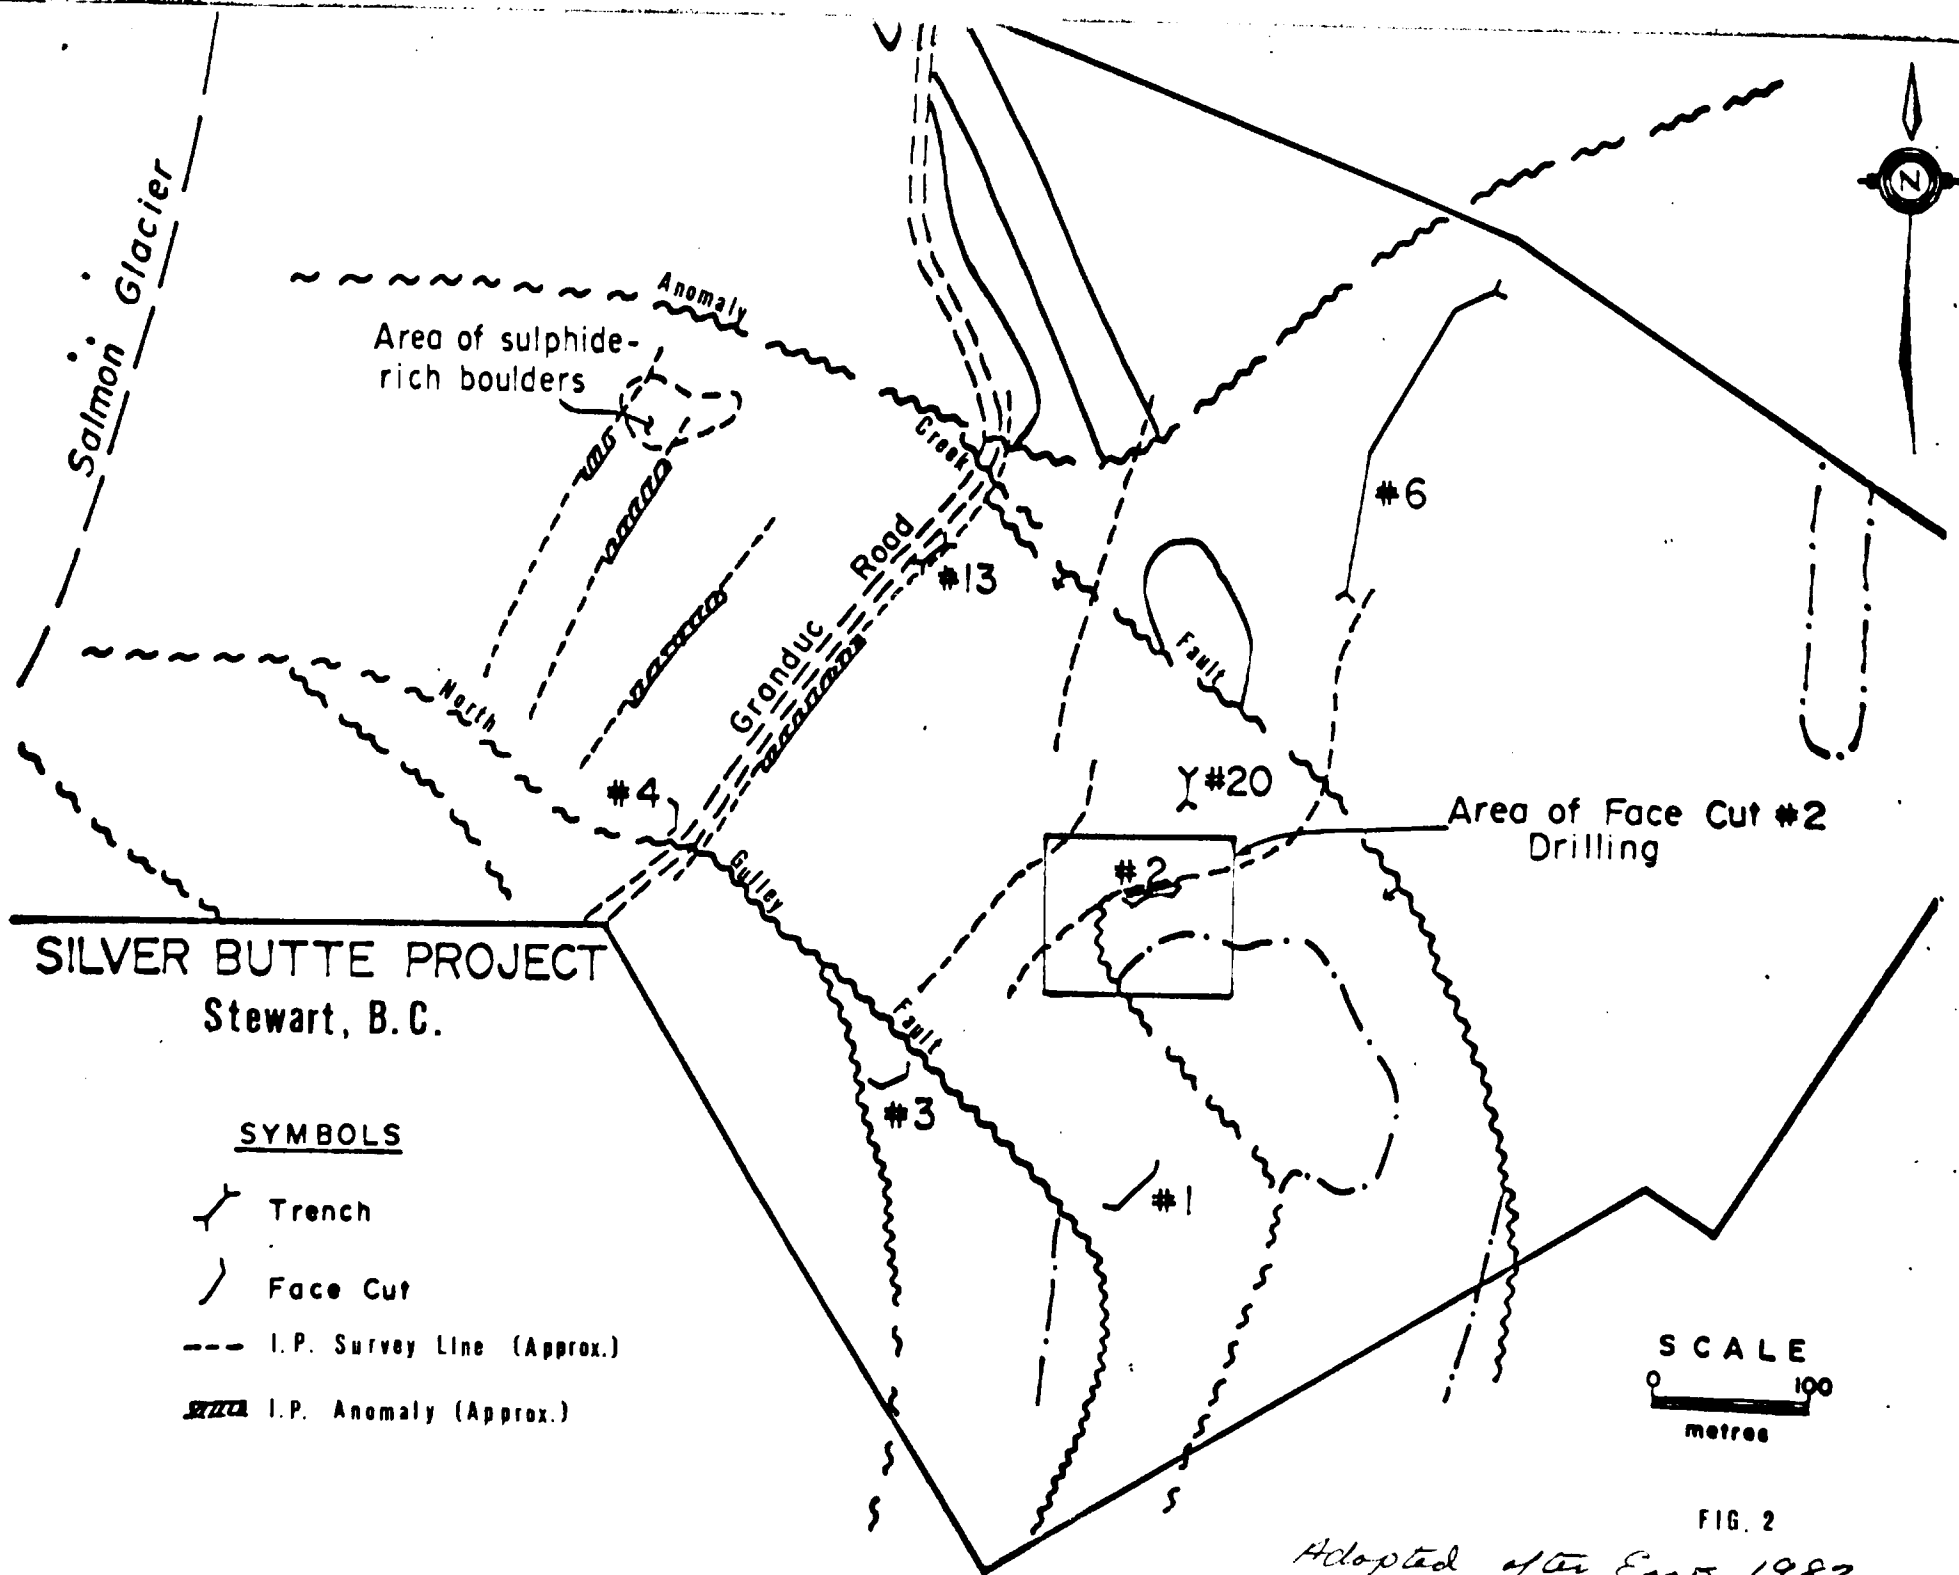 Salmon Glacier
Anomaly
Creek
Fault
Area of sulphide-
rich boulders
N
#6
Granduc Road
#13
North
Gulley
Fault
#4
#20
Area of Face Cut #2
Drilling
#2
#3
#1
SILVER BUTTE PROJECT
Stewart, B.C.
SYMBOLS
Trench
Face Cut
I.P. Survey Line (Approx.)
I.P. Anomaly (Approx.)
SCALE
0 100
metres
FIG. 2
Adapted after